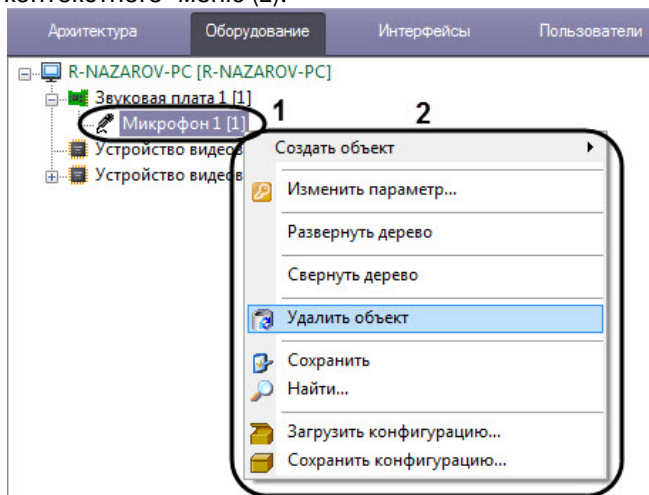 контекстного меню (2).
Архитектура Оборудование Интерфейсы Пользователи
R-NAZAROV-PC [R-NAZAROV-PC]
Звуковая плата 1 [1]
1 2
Микрофон 1 [1]
Устройство видеов
Создать объект
Устройство видеов
Изменить параметр...
Развернуть дерево
Свернуть дерево
Удалить объект
Сохранить
Найти...
Загрузить конфигурацию...
Сохранить конфигурацию...